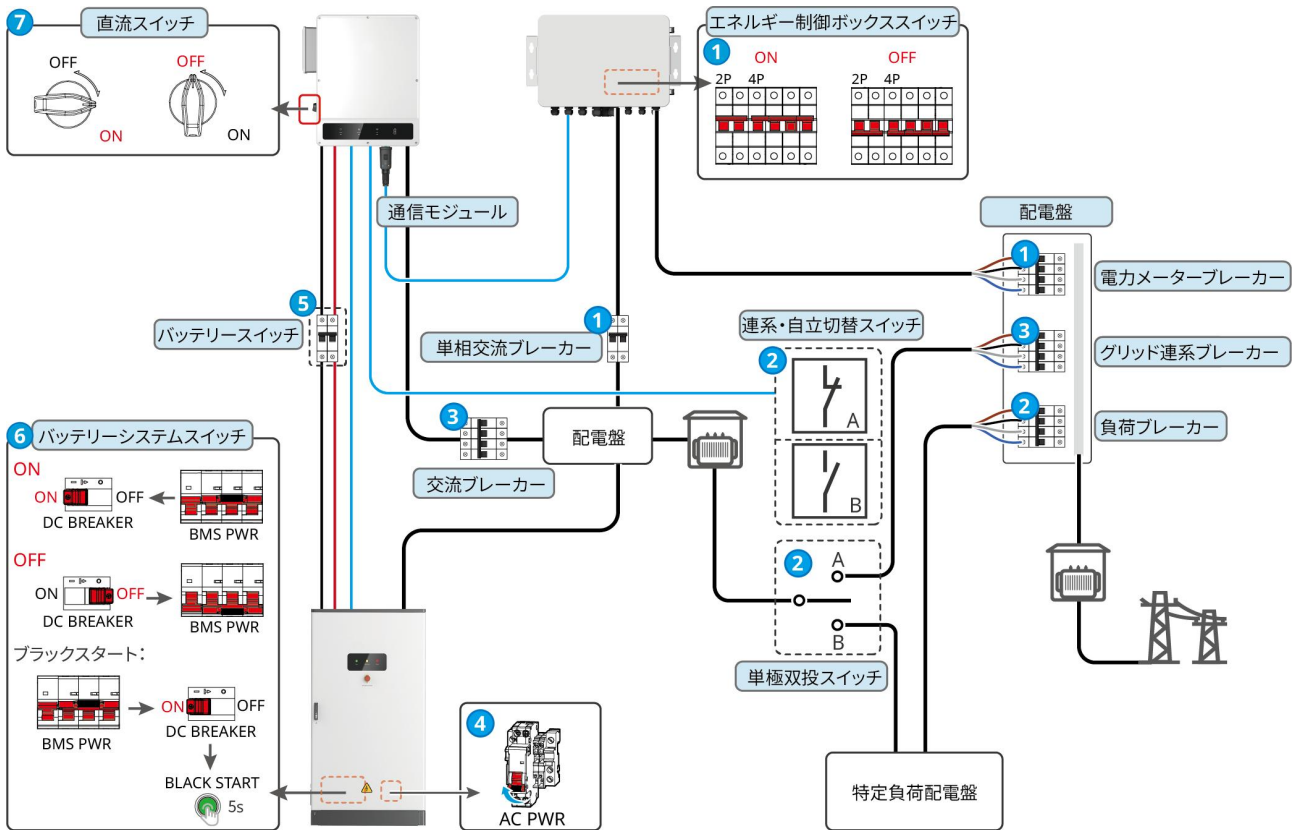 7
直流スイッチ
OFF
ON
OFF
ON
エネルギー制御ボックススイッチ
1
ON
OFF
2P 4P
2P 4P
通信モジュール
配電盤
1
電力メーターブレーカー
3
グリッド連系ブレーカー
2
負荷ブレーカー
5
バッテリースイッチ
1
単相交流ブレーカー
連系・自立切替スイッチ
2
A
B
3
交流ブレーカー
配電盤
2
A
B
単極双投スイッチ
6
バッテリーシステムスイッチ
ON
ON
OFF
DC BREAKER
BMS PWR
OFF
ON
OFF
DC BREAKER
BMS PWR
ブラックスタート：
BMS PWR
ON
OFF
DC BREAKER
BLACK START
5s
4
AC PWR
特定負荷配電盤